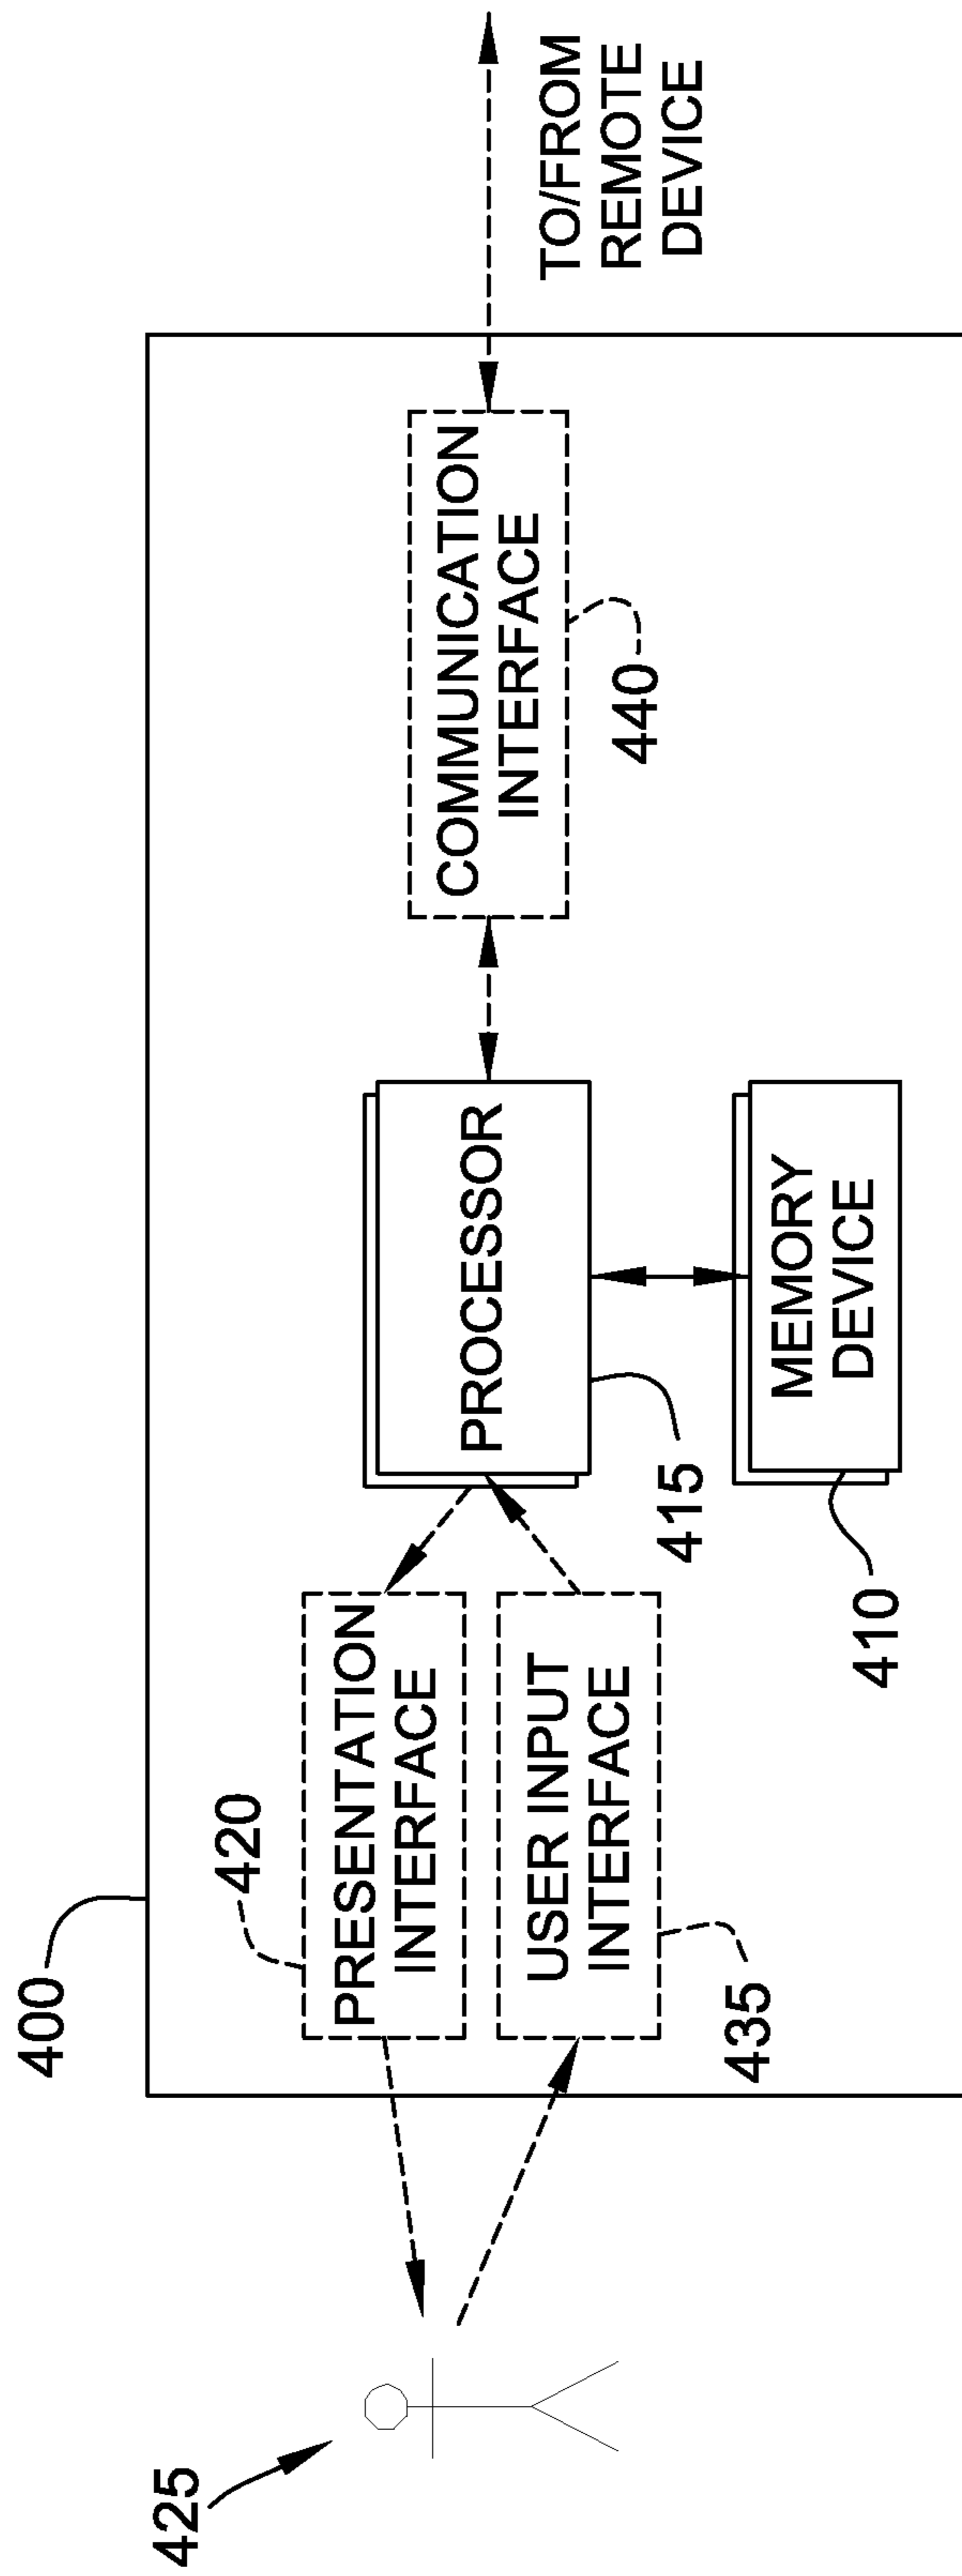 400
425
420
PRESENTATION
INTERFACE
USER INPUT
INTERFACE
435
PROCESSOR
415
MEMORY
DEVICE
410
COMMUNICATION
INTERFACE
440
TO/FROM
REMOTE
DEVICE